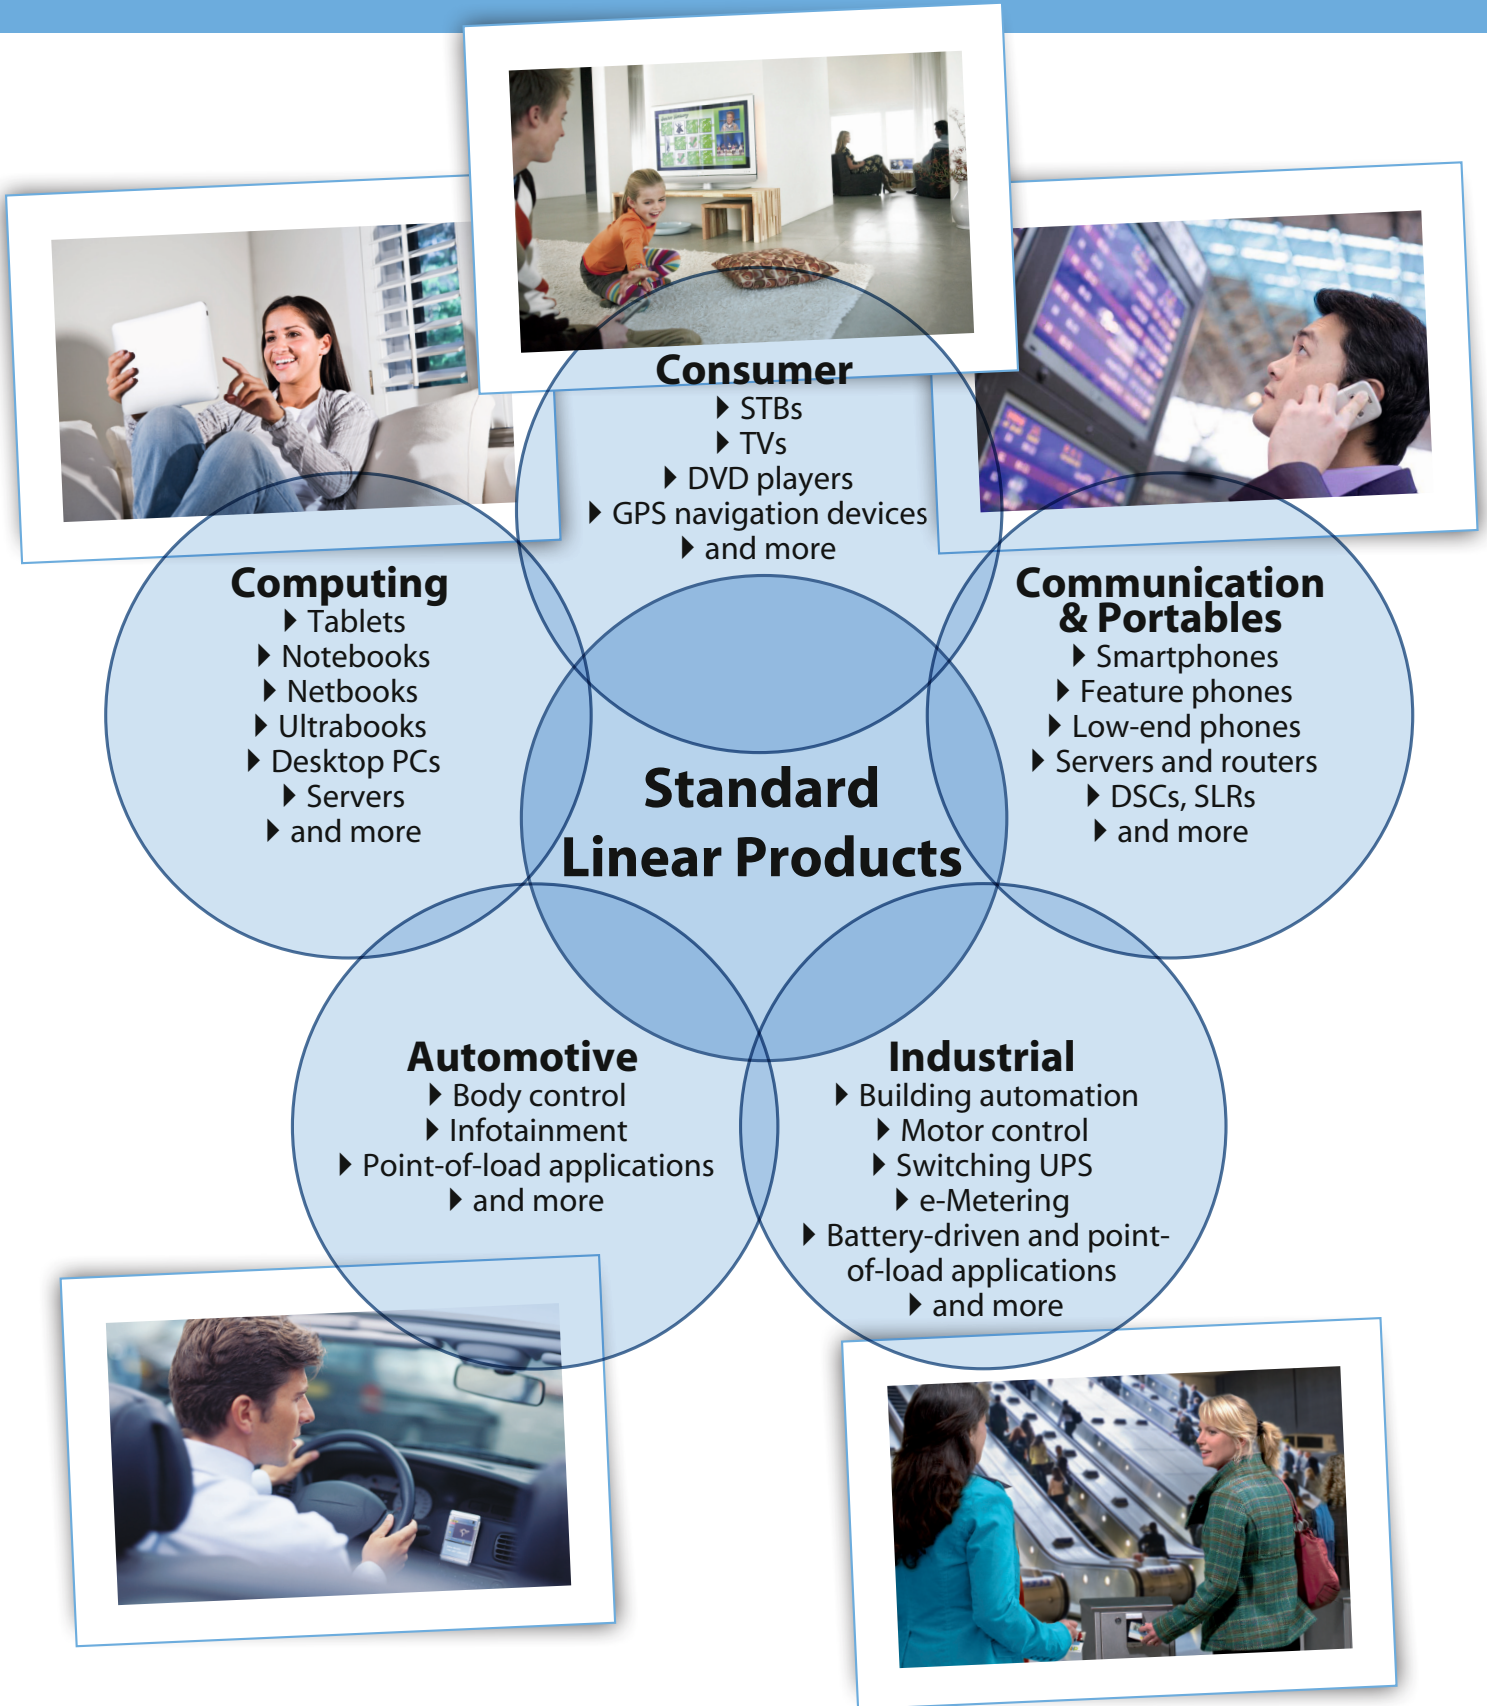 Consumer
STBs
TVs
DVD players
GPS navigation devices
and more
Computing
Tablets
Notebooks
Netbooks
Ultrabooks
Desktop PCs
Servers
and more
Communication
& Portables
Smartphones
Feature phones
Low-end phones
Servers and routers
DSCs, SLRs
and more
Standard
Linear Products
Automotive
Body control
Infotainment
Point-of-load applications
and more
Industrial
Building automation
Motor control
Switching UPS
e-Metering
Battery-driven and point-
of-load applications
and more